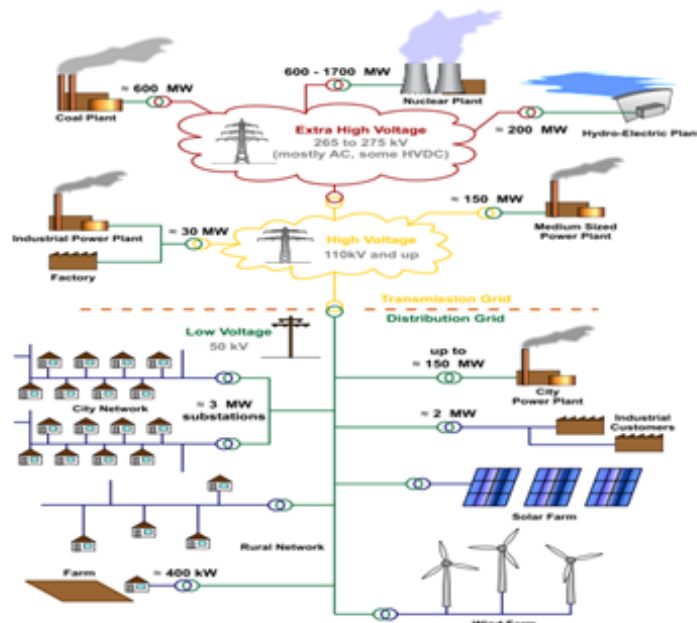 ≈ 600 MW
Coal Plant
600 - 1700 MW
Nuclear Plant
Extra High Voltage
265 to 275 kV
(mostly AC, some HVDC)
≈ 200 MW
Hydro-Electric Plan
≈ 150 MW
Medium Sized
Power Plant
Industrial Power Plant
≈ 30 MW
Factory
High Voltage
110kV and up
Transmission Grid
Distribution Grid
Low Voltage
50 kV
City Network
≈ 3 MW
substations
up to
≈ 150 MW
City
Power Plant
≈ 2 MW
Industrial
Customers
Solar Farm
Rural Network
Farm
≈ 400 kW
Wind Farm